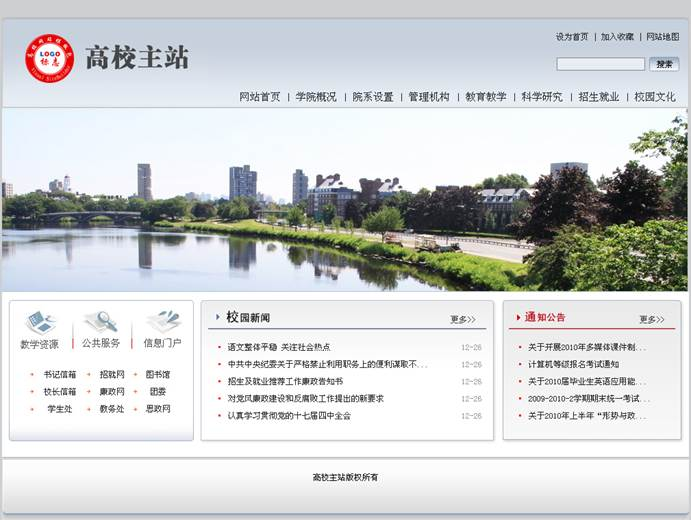 设为首页 | 加入收藏 | 网站地图
LOGO
标志
高校主站
搜索
网站首页 | 学院概况 | 院系设置 | 管理机构 | 教育教学 | 科学研究 | 招生就业 | 校园文化
教学资源 公共服务 信息门户
书记信箱 招聘网 图书馆
校长信箱 廉政网 团委
学生处 教务处 思政网
校园新闻 更多>>
语文整体平稳 关注社会热点 12-26
中共中央纪委关于严格禁止利用职务上的便利谋取不... 12-26
招生及就业推荐工作廉政告知书 12-26
对党风廉政建设和反腐败工作提出的新要求 12-26
认真学习贯彻党的十七届四中全会 12-26
通知公告 更多>>
关于开展2010年多媒体课件制...
计算机等级报名考试通知
关于2010届毕业生英语应用能...
2009-2010-2学期期末统一考试...
关于2010年上半年“形势与政...
高校主站版权所有